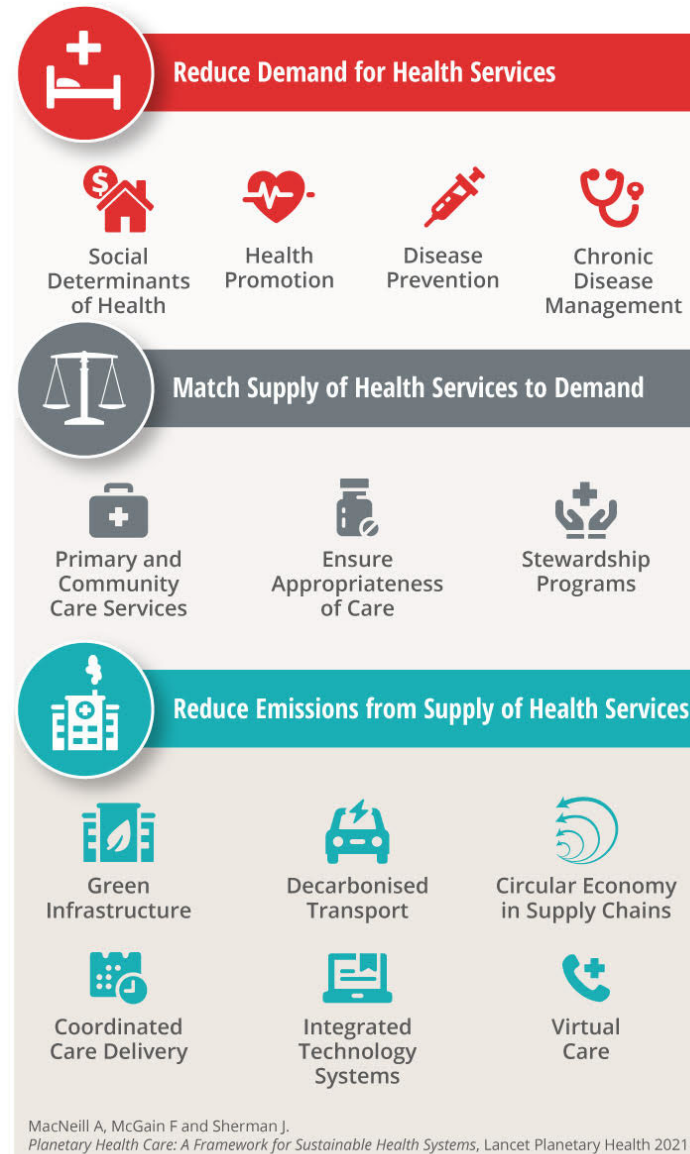 Reduce Demand for Health Services
$
Social
Determinants
of Health
Health
Promotion
Disease
Prevention
Chronic
Disease
Management
Match Supply of Health Services to Demand
Primary and
Community
Care Services
Ensure
Appropriateness
of Care
Stewardship
Programs
Reduce Emissions from Supply of Health Services
Green
Infrastructure
Decarbonised
Transport
Circular Economy
in Supply Chains
Coordinated
Care Delivery
Integrated
Technology
Systems
Virtual
Care
MacNeill A, McGain F and Sherman J.
Planetary Health Care: A Framework for Sustainable Health Systems, Lancet Planetary Health 2021